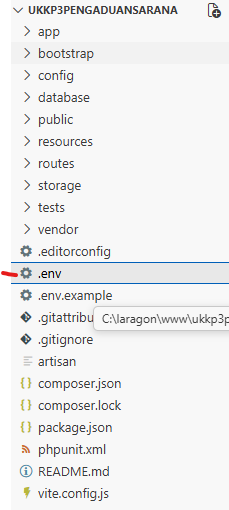 UKKP3PENGADUANSARANA
app
bootstrap
config
database
public
resources
routes
storage
tests
vendor
.editorconfig
.env
.env.example
.gitattribu
C:\laragon\www\ukkp3p
.gitignore
artisan
composer.json
composer.lock
package.json
phpunit.xml
README.md
vite.config.js